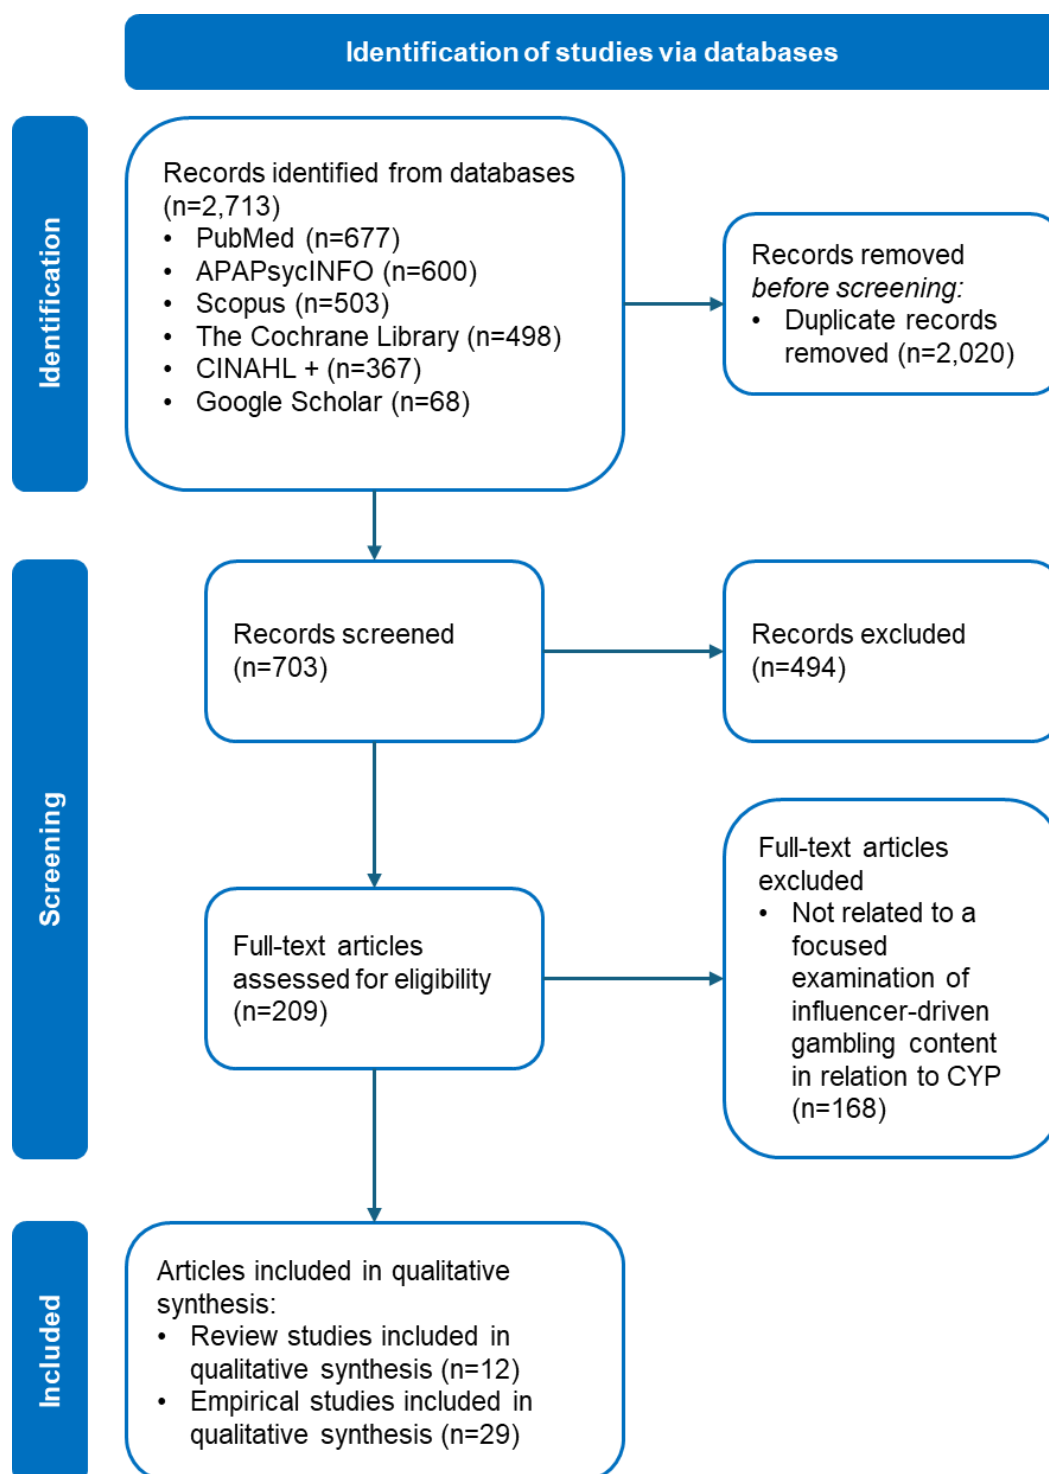 Identification of studies via databases
Identification
Records identified from databases
(n=2,713)
• PubMed (n=677)
• APAPsycINFO (n=600)
• Scopus (n=503)
• The Cochrane Library (n=498)
• CINAHL + (n=367)
• Google Scholar (n=68)
Records removed
before screening:
• Duplicate records
removed (n=2,020)
Screening
Records screened
(n=703)
Records excluded
(n=494)
Full-text articles
assessed for eligibility
(n=209)
Full-text articles
excluded
• Not related to a
focused
examination of
influencer-driven
gambling content
in relation to CYP
(n=168)
Included
Articles included in qualitative
synthesis:
• Review studies included in
qualitative synthesis (n=12)
• Empirical studies included in
qualitative synthesis (n=29)